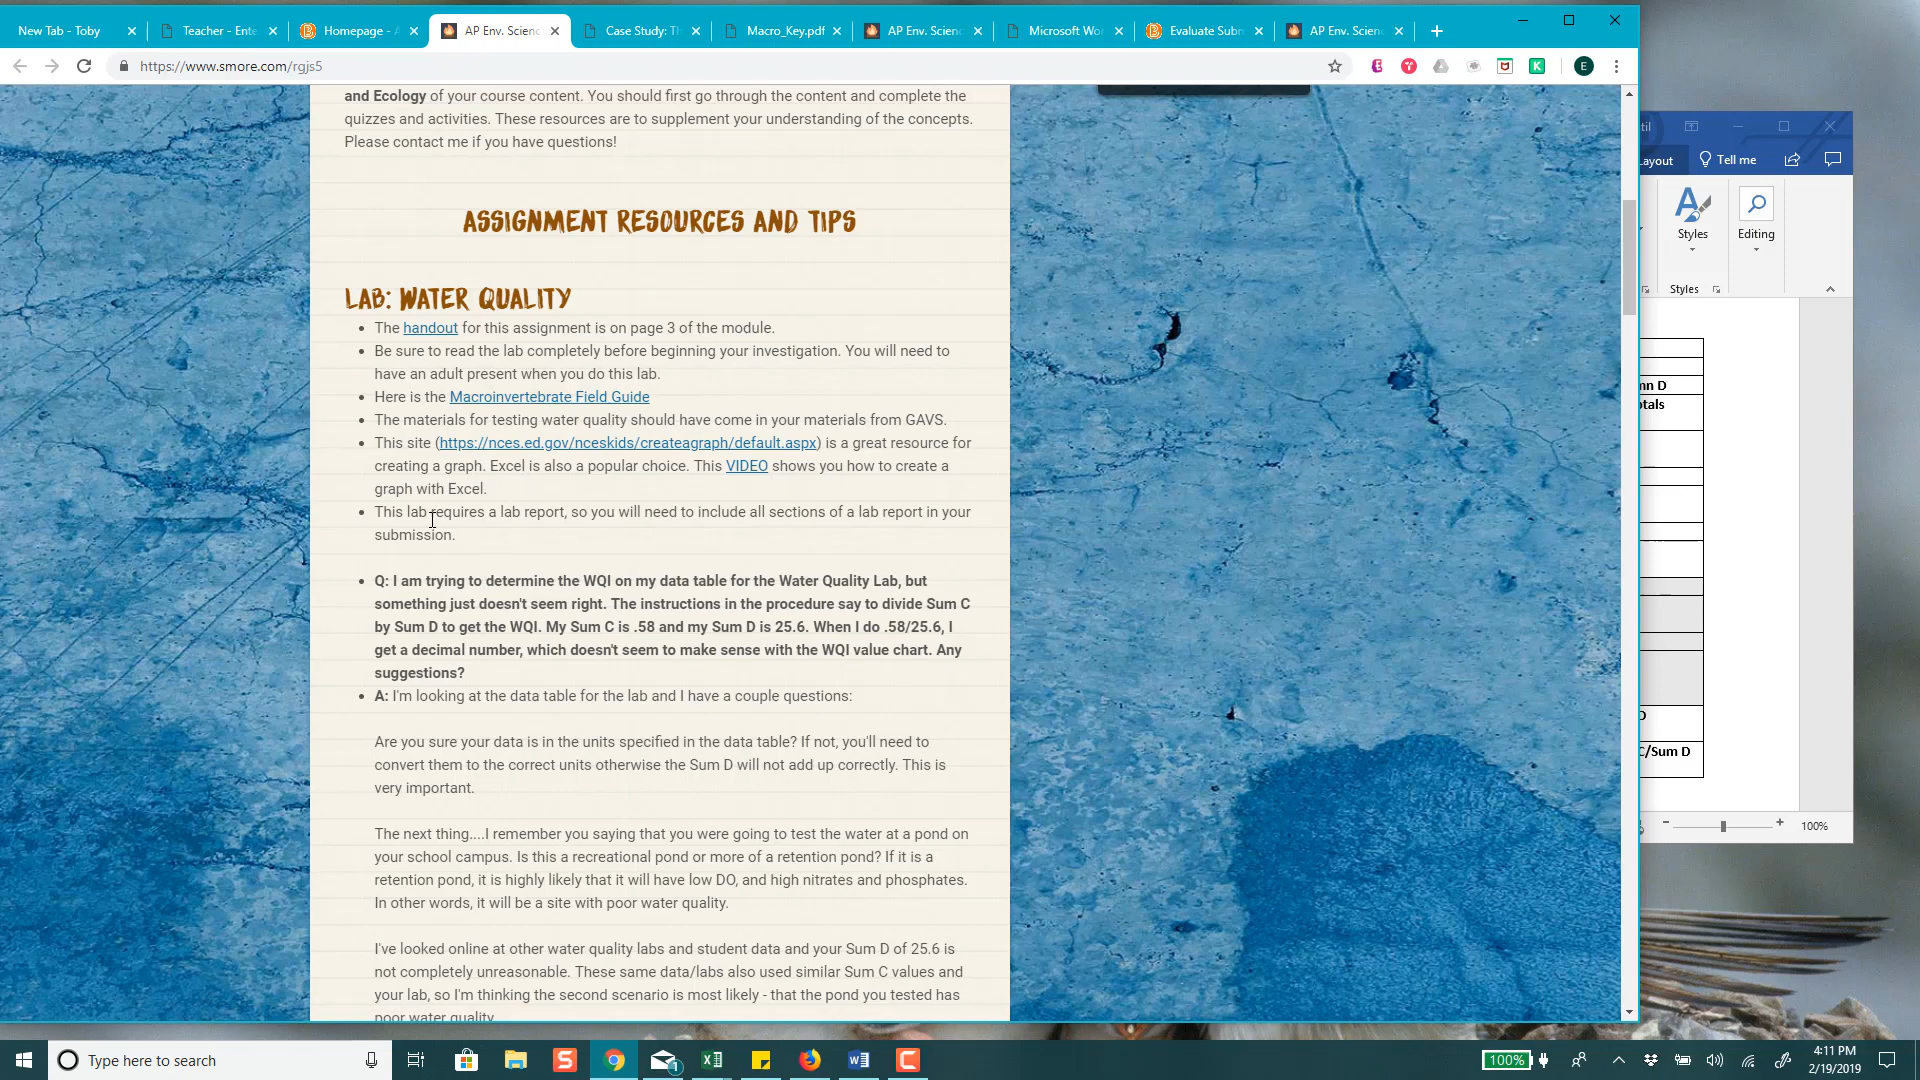 New Tab - Toby
Teacher - Ente
Homepage - A
AP Env. Scienc
Case Study: Th
Macro_Key.pdf
AP Env. Scienc
Microsoft Wor
Evaluate Subm
AP Env. Scienc
https://www.smore.com/rgjs5
E
and Ecology of your course content. You should first go through the content and complete the
quizzes and activities. These resources are to supplement your understanding of the concepts.
Please contact me if you have questions!
ASSIGNMENT RESOURCES AND TIPS
LAB: WATER QUALITY
• The handout for this assignment is on page 3 of the module.
• Be sure to read the lab completely before beginning your investigation. You will need to
have an adult present when you do this lab.
• Here is the Macroinvertebrate Field Guide
• The materials for testing water quality should have come in your materials from GAVS.
• This site (https://nces.ed.gov/nceskids/createagraph/default.aspx) is a great resource for
creating a graph. Excel is also a popular choice. This VIDEO shows you how to create a
graph with Excel.
• This lab requires a lab report, so you will need to include all sections of a lab report in your
submission.
• Q: I am trying to determine the WQI on my data table for the Water Quality Lab, but
something just doesn't seem right. The instructions in the procedure say to divide Sum C
by Sum D to get the WQI. My Sum C is .58 and my Sum D is 25.6. When I do .58/25.6, I
get a decimal number, which doesn't seem to make sense with the WQI value chart. Any
suggestions?
• A: I'm looking at the data table for the lab and I have a couple questions:
Are you sure your data is in the units specified in the data table? If not, you'll need to
convert them to the correct units otherwise the Sum D will not add up correctly. This is
very important.
The next thing....I remember you saying that you were going to test the water at a pond on
your school campus. Is this a recreational pond or more of a retention pond? If it is a
retention pond, it is highly likely that it will have low DO, and high nitrates and phosphates.
In other words, it will be a site with poor water quality.
I've looked online at other water quality labs and student data and your Sum D of 25.6 is
not completely unreasonable. These same data/labs also used similar Sum C values and
your lab, so I'm thinking the second scenario is most likely - that the pond you tested has
poor water quality.
til
ayout
Tell me
Styles
Editing
Styles
mn D
otals
D
C/Sum D
100%
Type here to search
100%
4:11 PM
2/19/2019